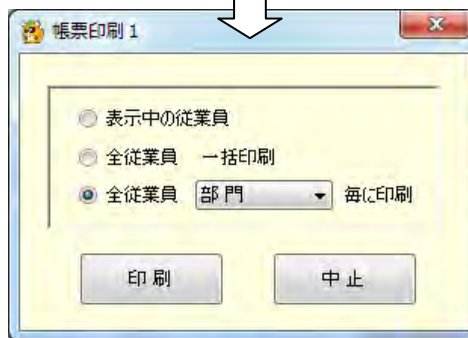 帳票印刷 1
表示中の従業員
全従業員 一括印刷
全従業員 部門 毎に印刷
印刷 中止